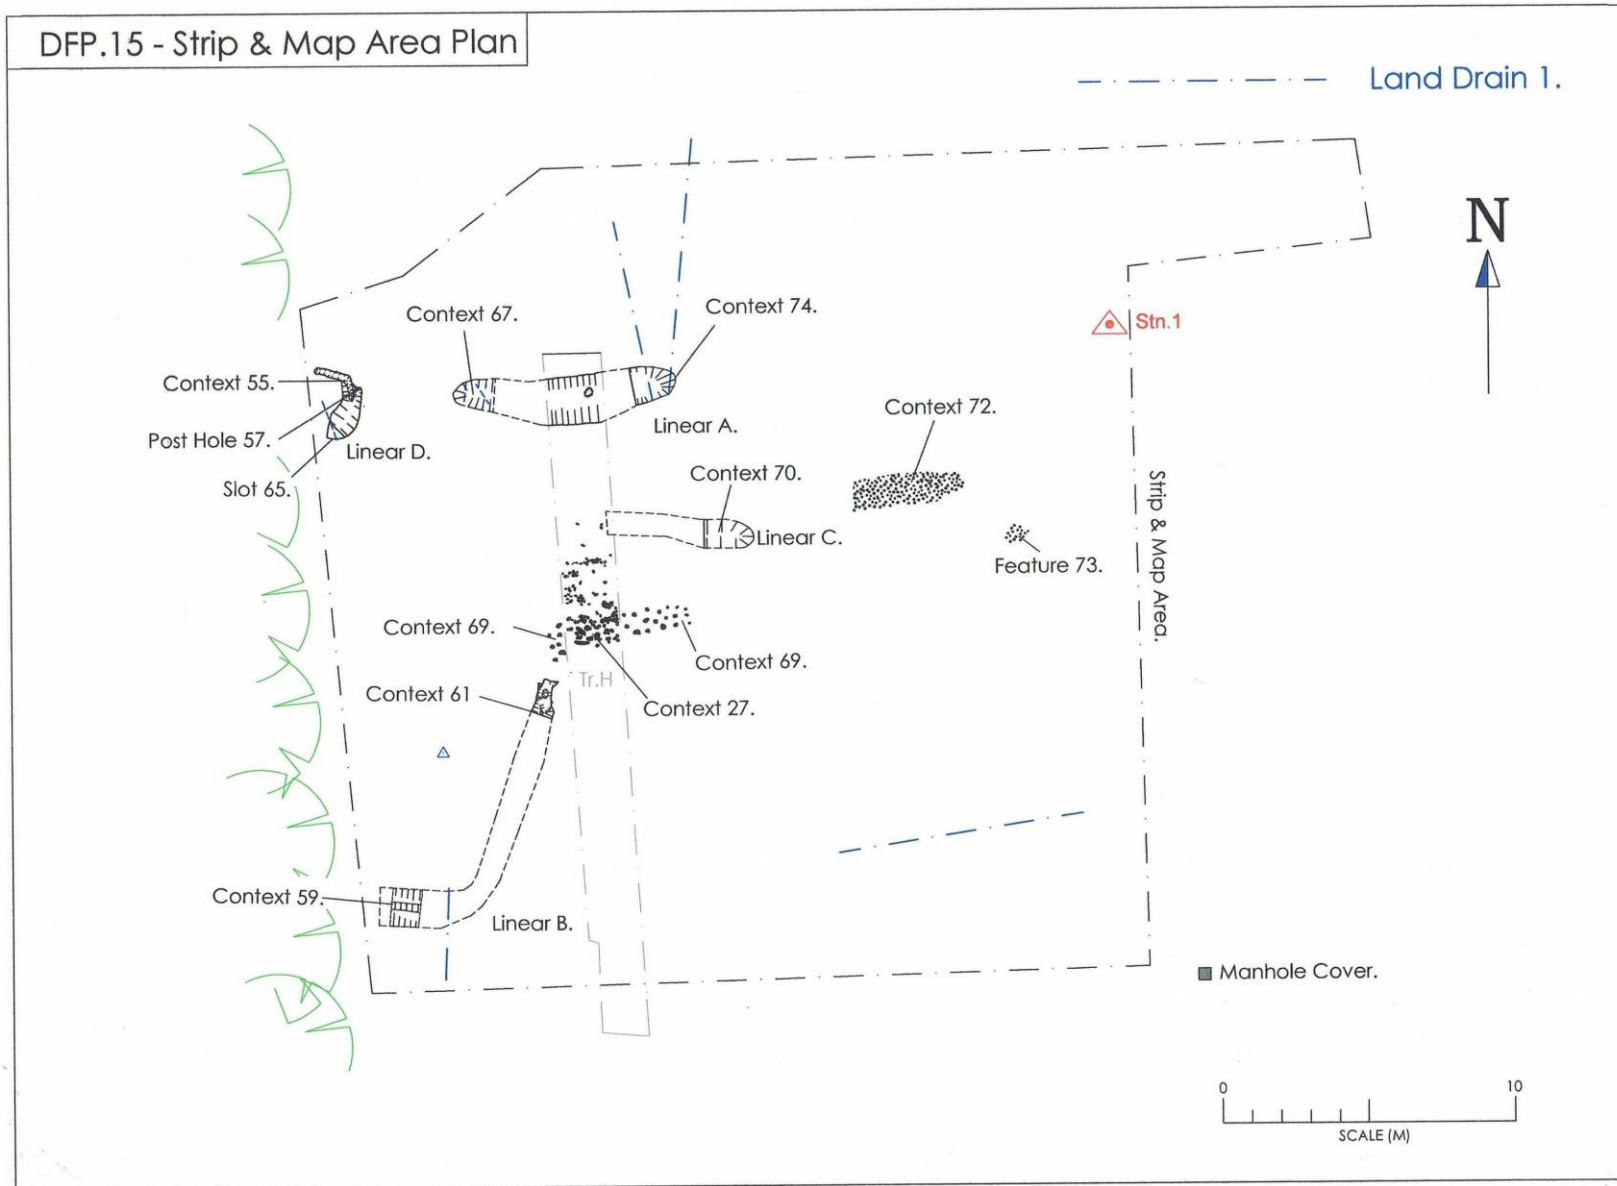 DFP.15 - Strip & Map Area Plan
Land Drain 1.
N
Context 67.
Context 74.
Stn.1
Context 55.
Context 72.
Post Hole 57.
Linear A.
Linear D.
Context 70.
Slot 65.
Linear C.
Strip & Map Area.
Feature 73.
Context 69.
Context 69.
Tr.H
Context 61
Context 27.
Context 59.
Linear B.
Manhole Cover.
0 10
SCALE (M)